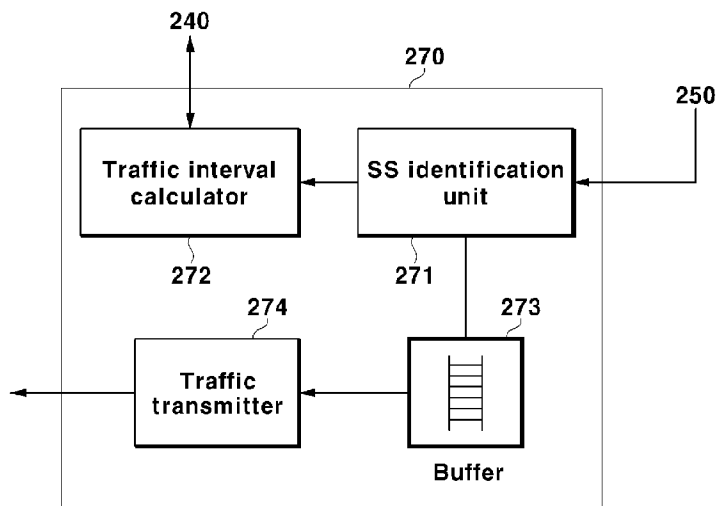 240
270
250
Traffic interval
calculator
SS identification
unit
272
271
274
273
Traffic
transmitter
Buffer